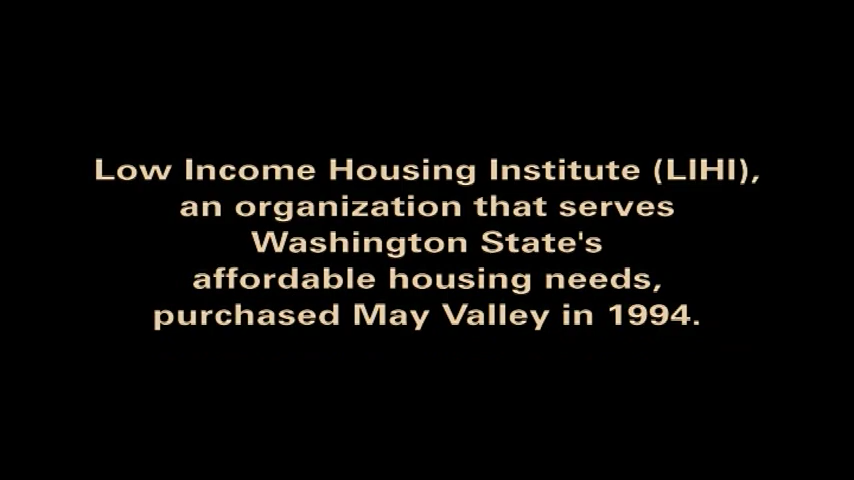 Low Income Housing Institute (LIHI),
an organization that serves
Washington State's
affordable housing needs,
purchased May Valley in 1994.